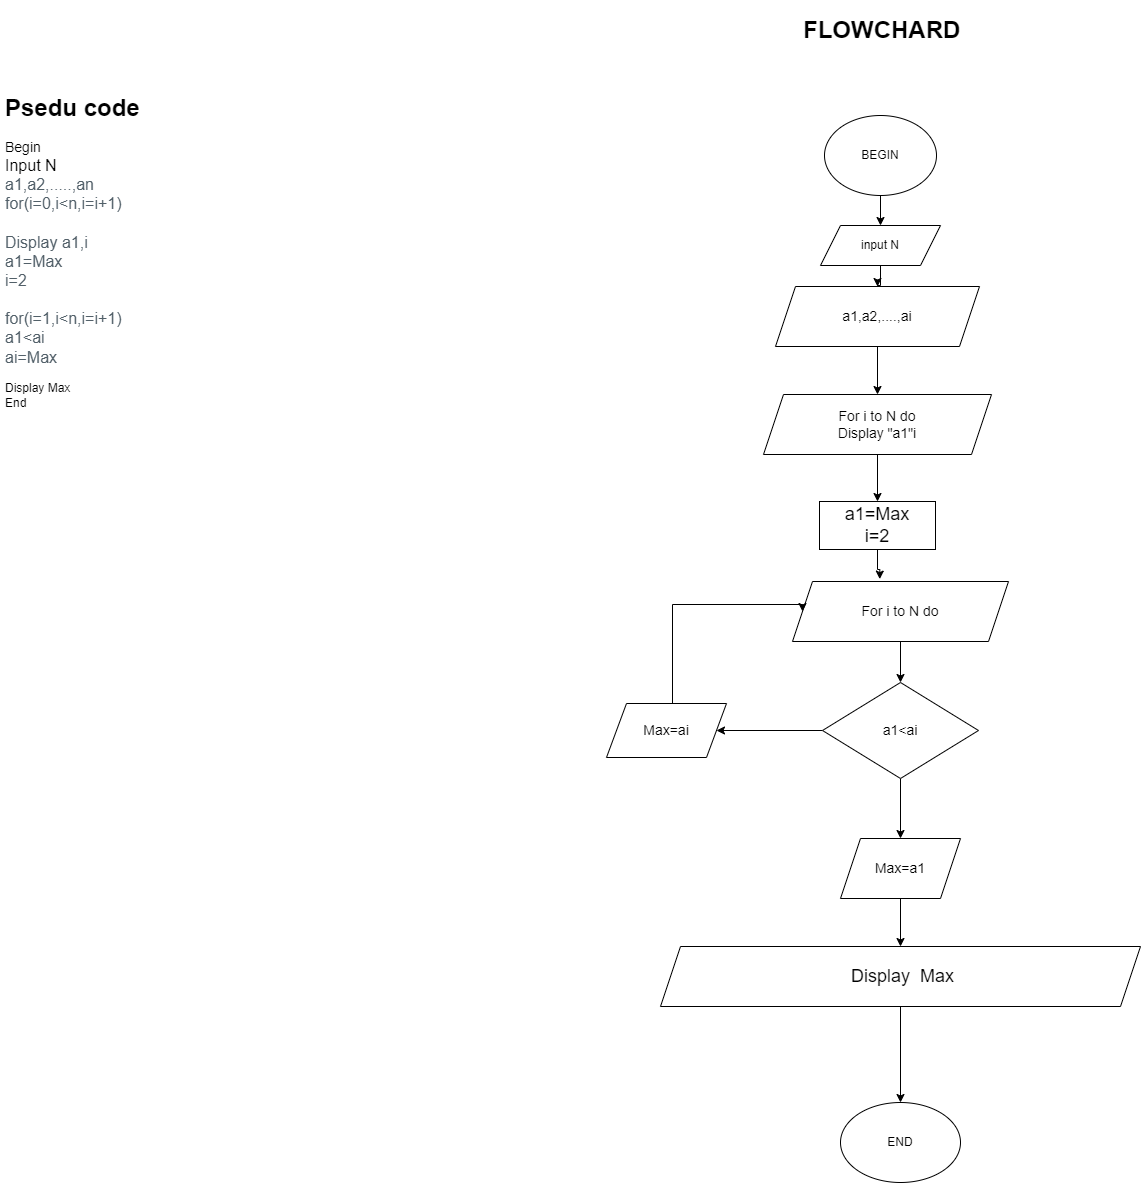 FLOWCHARD
Psedu code
Begin
Input N
a1,a2,.....,an
for(i=0,i<n,i=i+1)
Display a1,i
a1=Max
i=2
for(i=1,i<n,i=i+1)
a1<ai
ai=Max
Display Max
End
BEGIN
input N
a1,a2,....,ai
For i to N do
Display "a1"i
a1=Max
i=2
For i to N do
a1<ai
Max=ai
Max=a1
Display  Max
END